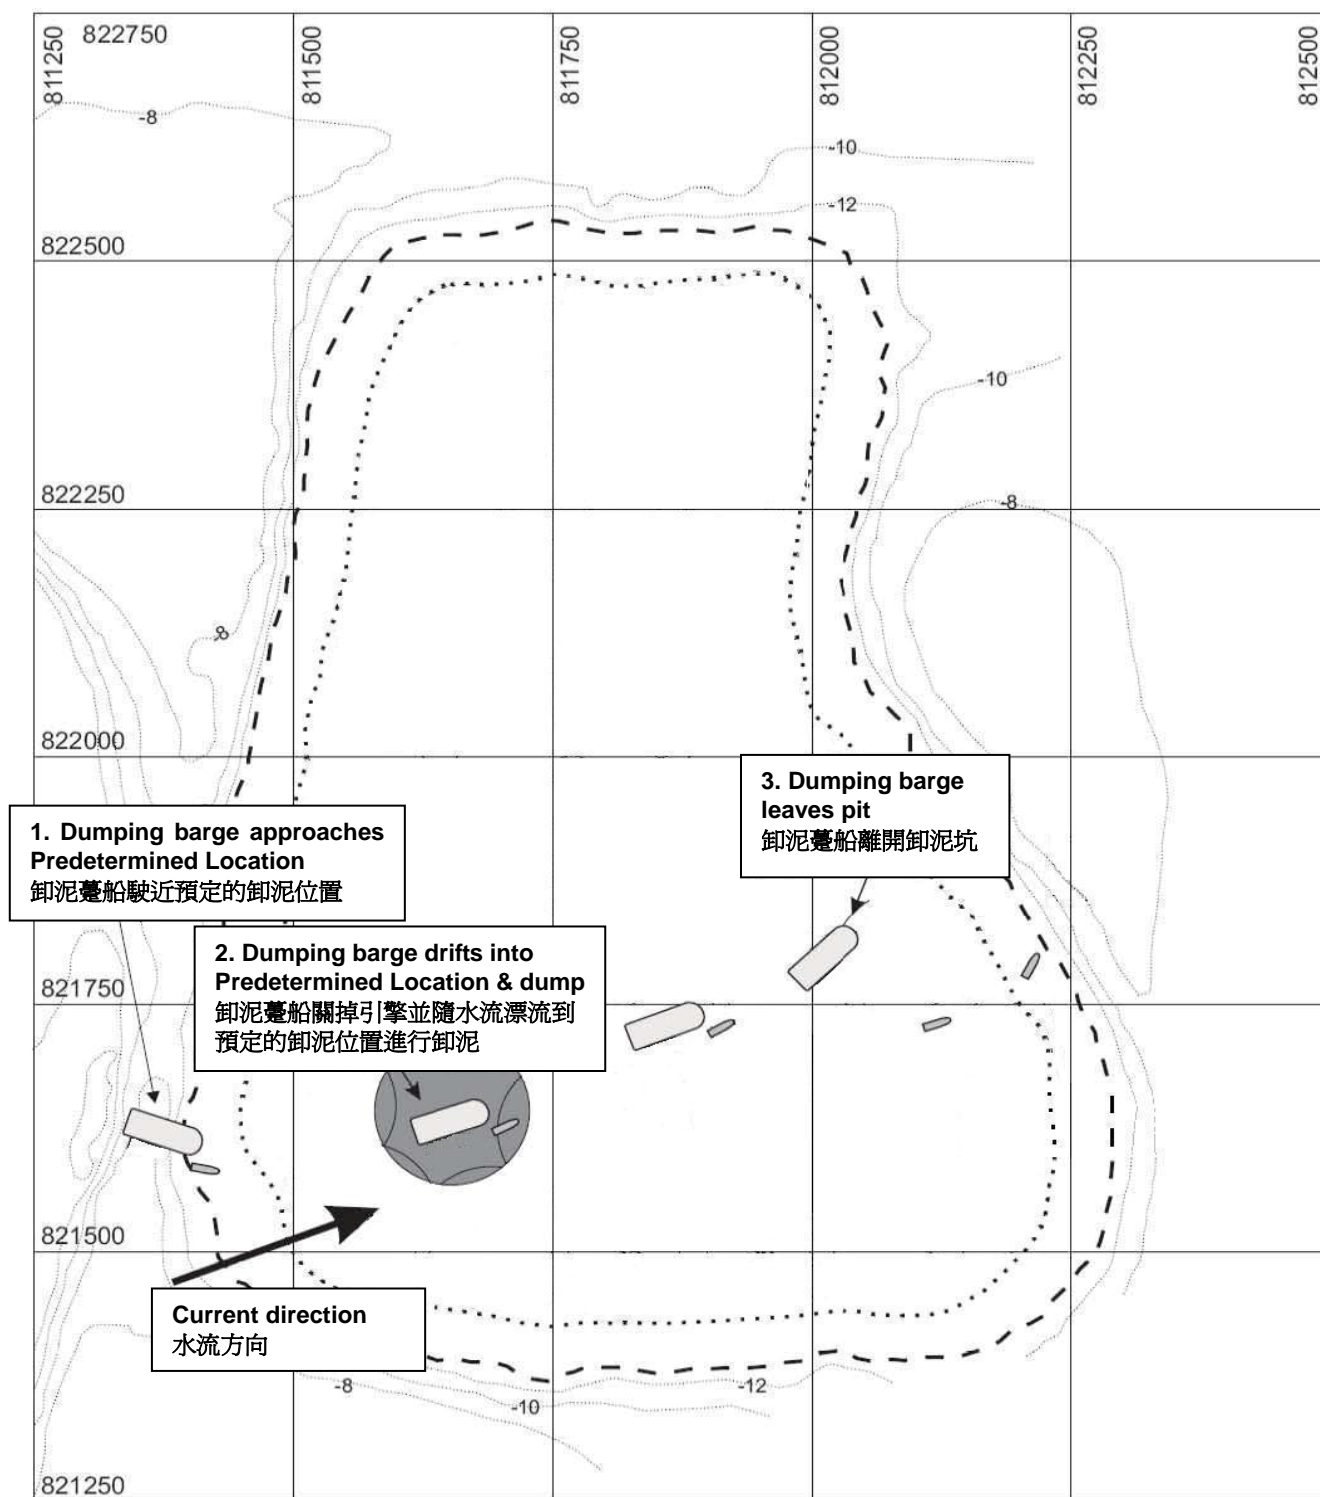 811250
822750
811500
811750
812000
812250
812500
-8
-10
-12
822500
-10
822250
-8
-8
822000
3. Dumping barge
leaves pit
卸泥躉船離開卸泥坑
1. Dumping barge approaches
Predetermined Location
卸泥躉船駛近預定的卸泥位置
2. Dumping barge drifts into
Predetermined Location & dump
卸泥躉船關掉引擎並隨水流漂流到
預定的卸泥位置進行卸泥
821750
821500
Current direction
水流方向
-8
-12
-10
821250